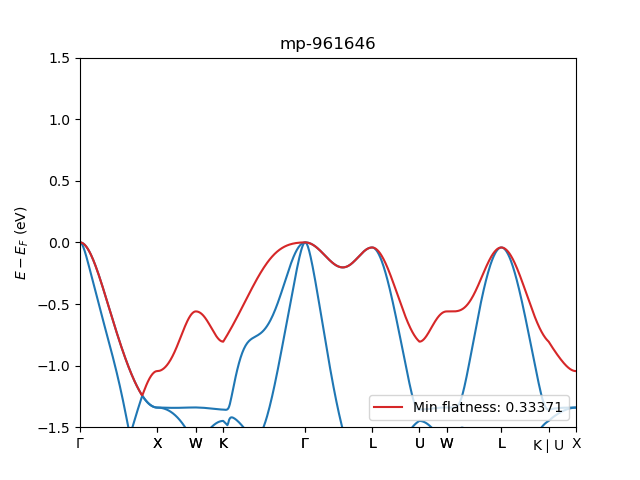 mp-961646
E − E_F (eV)
1.5
1.0
0.5
0.0
−0.5
−1.0
−1.5
Min flatness: 0.33371
Γ X W K Γ L U W L K | U X